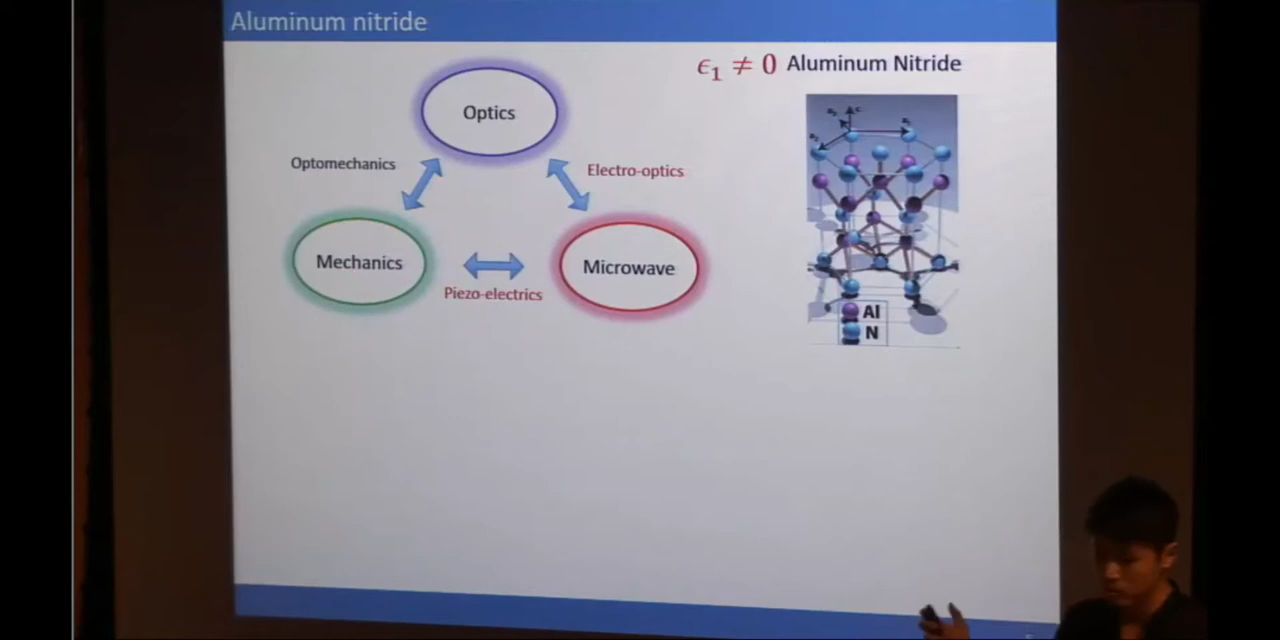 Aluminum nitride
ϵ₁ ≠ 0 Aluminum Nitride
Optics
Optomechanics
Electro-optics
Mechanics
Microwave
Piezo-electrics
Al
N